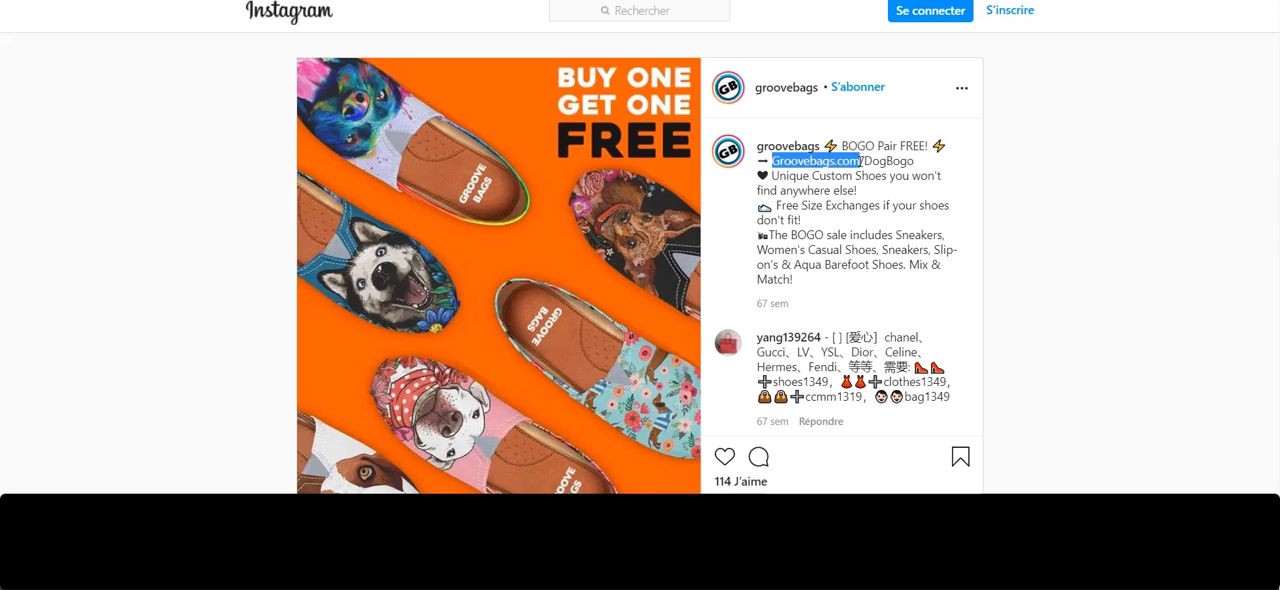 Instagram
Rechercher
Se connecter
S'inscrire
BUY ONE
GET ONE
FREE
GROOVE
BAGS
GROOVE
BAGS
GB
groovebags • S'abonner
GB
groovebags ⚡ BOGO Pair FREE! ⚡
→ Groovebags.com/DogBogo
♥ Unique Custom Shoes you won't
find anywhere else!
👟 Free Size Exchanges if your shoes
don't fit!
The BOGO sale includes Sneakers,
Women's Casual Shoes, Sneakers, Slip-
on's & Aqua Barefoot Shoes. Mix &
Match!
67 sem
yang139264 - [ ] [爱心] chanel、
Gucci、LV、YSL、Dior、Celine、
Hermes、Fendi、等等、需要: 👠👠
➕shoes1349，👗👗➕clothes1349，
👜👜➕ccmm1319，👦👦bag1349
67 sem Répondre
114 J'aime